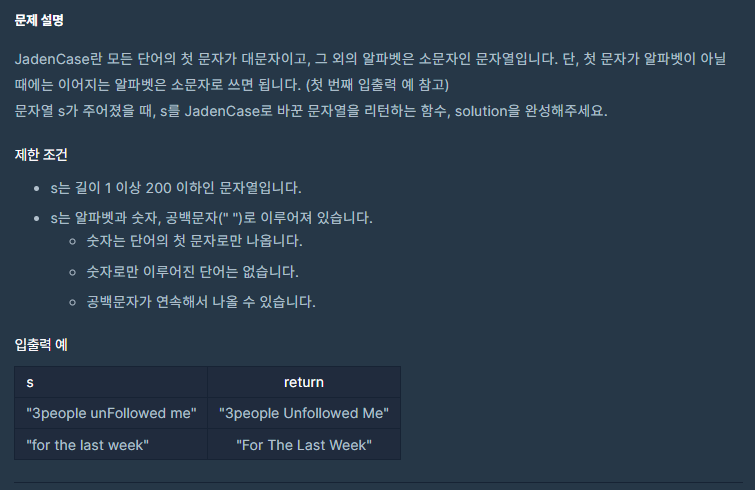 문제 설명
JadenCase란 모든 단어의 첫 문자가 대문자이고, 그 외의 알파벳은 소문자인 문자열입니다. 단, 첫 문자가 알파벳이 아닐
때에는 이어지는 알파벳은 소문자로 쓰면 됩니다. (첫 번째 입출력 예 참고)
문자열 s가 주어졌을 때, s를 JadenCase로 바꾼 문자열을 리턴하는 함수, solution을 완성해주세요.
제한 조건
s는 길이 1 이상 200 이하인 문자열입니다.
s는 알파벳과 숫자, 공백문자(" ")로 이루어져 있습니다.
숫자는 단어의 첫 문자로만 나옵니다.
숫자로만 이루어진 단어는 없습니다.
공백문자가 연속해서 나올 수 있습니다.
입출력 예
s return
"3people unFollowed me" "3people Unfollowed Me"
"for the last week" "For The Last Week"